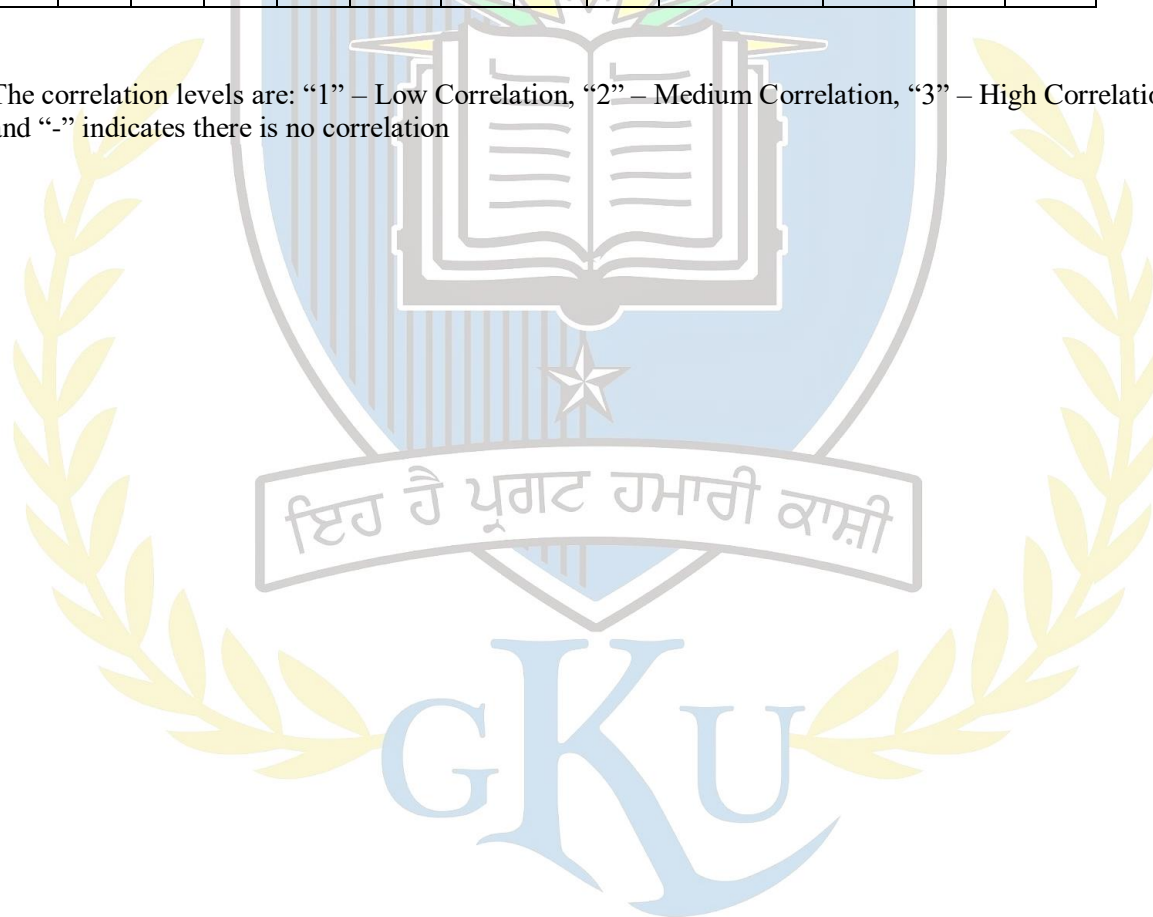 The correlation levels are: “1” – Low Correlation, “2” – Medium Correlation, “3” – High Correlatio
and “-” indicates there is no correlation
ਇਹ ਹੈ ਪ੍ਰਗਟ ਹਮਾਰੀ ਕਾਸ਼ੀ
GKU